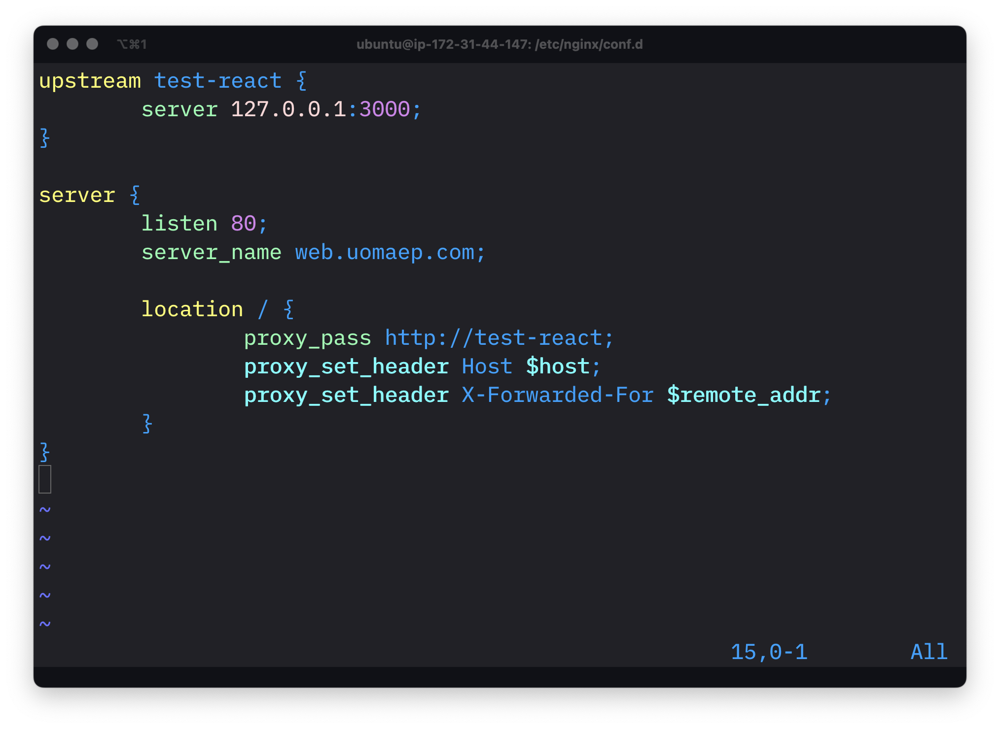 ⌥⌘1 ubuntu@ip-172-31-44-147: /etc/nginx/conf.d
upstream test-react {
        server 127.0.0.1:3000;
}

server {
        listen 80;
        server_name web.uomaep.com;

        location / {
                proxy_pass http://test-react;
                proxy_set_header Host $host;
                proxy_set_header X-Forwarded-For $remote_addr;
        }
}

~
~
~
~
~
15,0-1 All